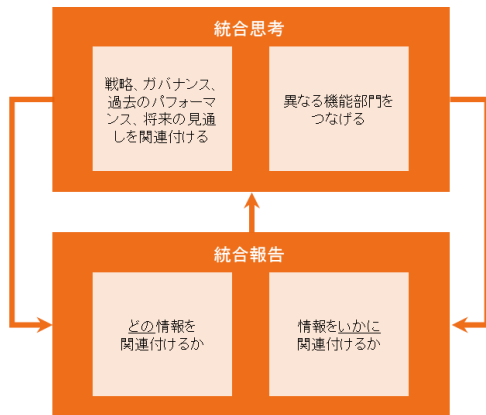 統合思考
戦略、ガバナンス、
過去のパフォーマ
ンス、将来の見通
しを関連付ける
異なる機能部門を
つなげる
統合報告
どの情報を
関連付けるか
情報をいかに
関連付けるか